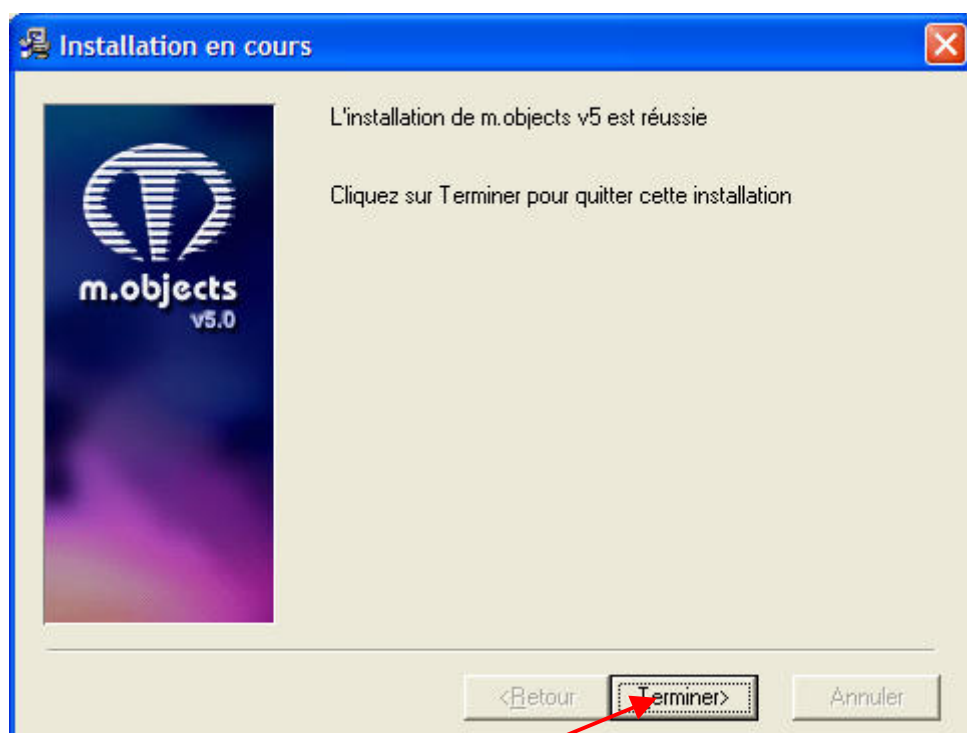 Installation en cours
L'installation de m.objects v5 est réussie
Cliquez sur Terminer pour quitter cette installation
m.objects
v5.0
<Retour
Terminer>
Annuler